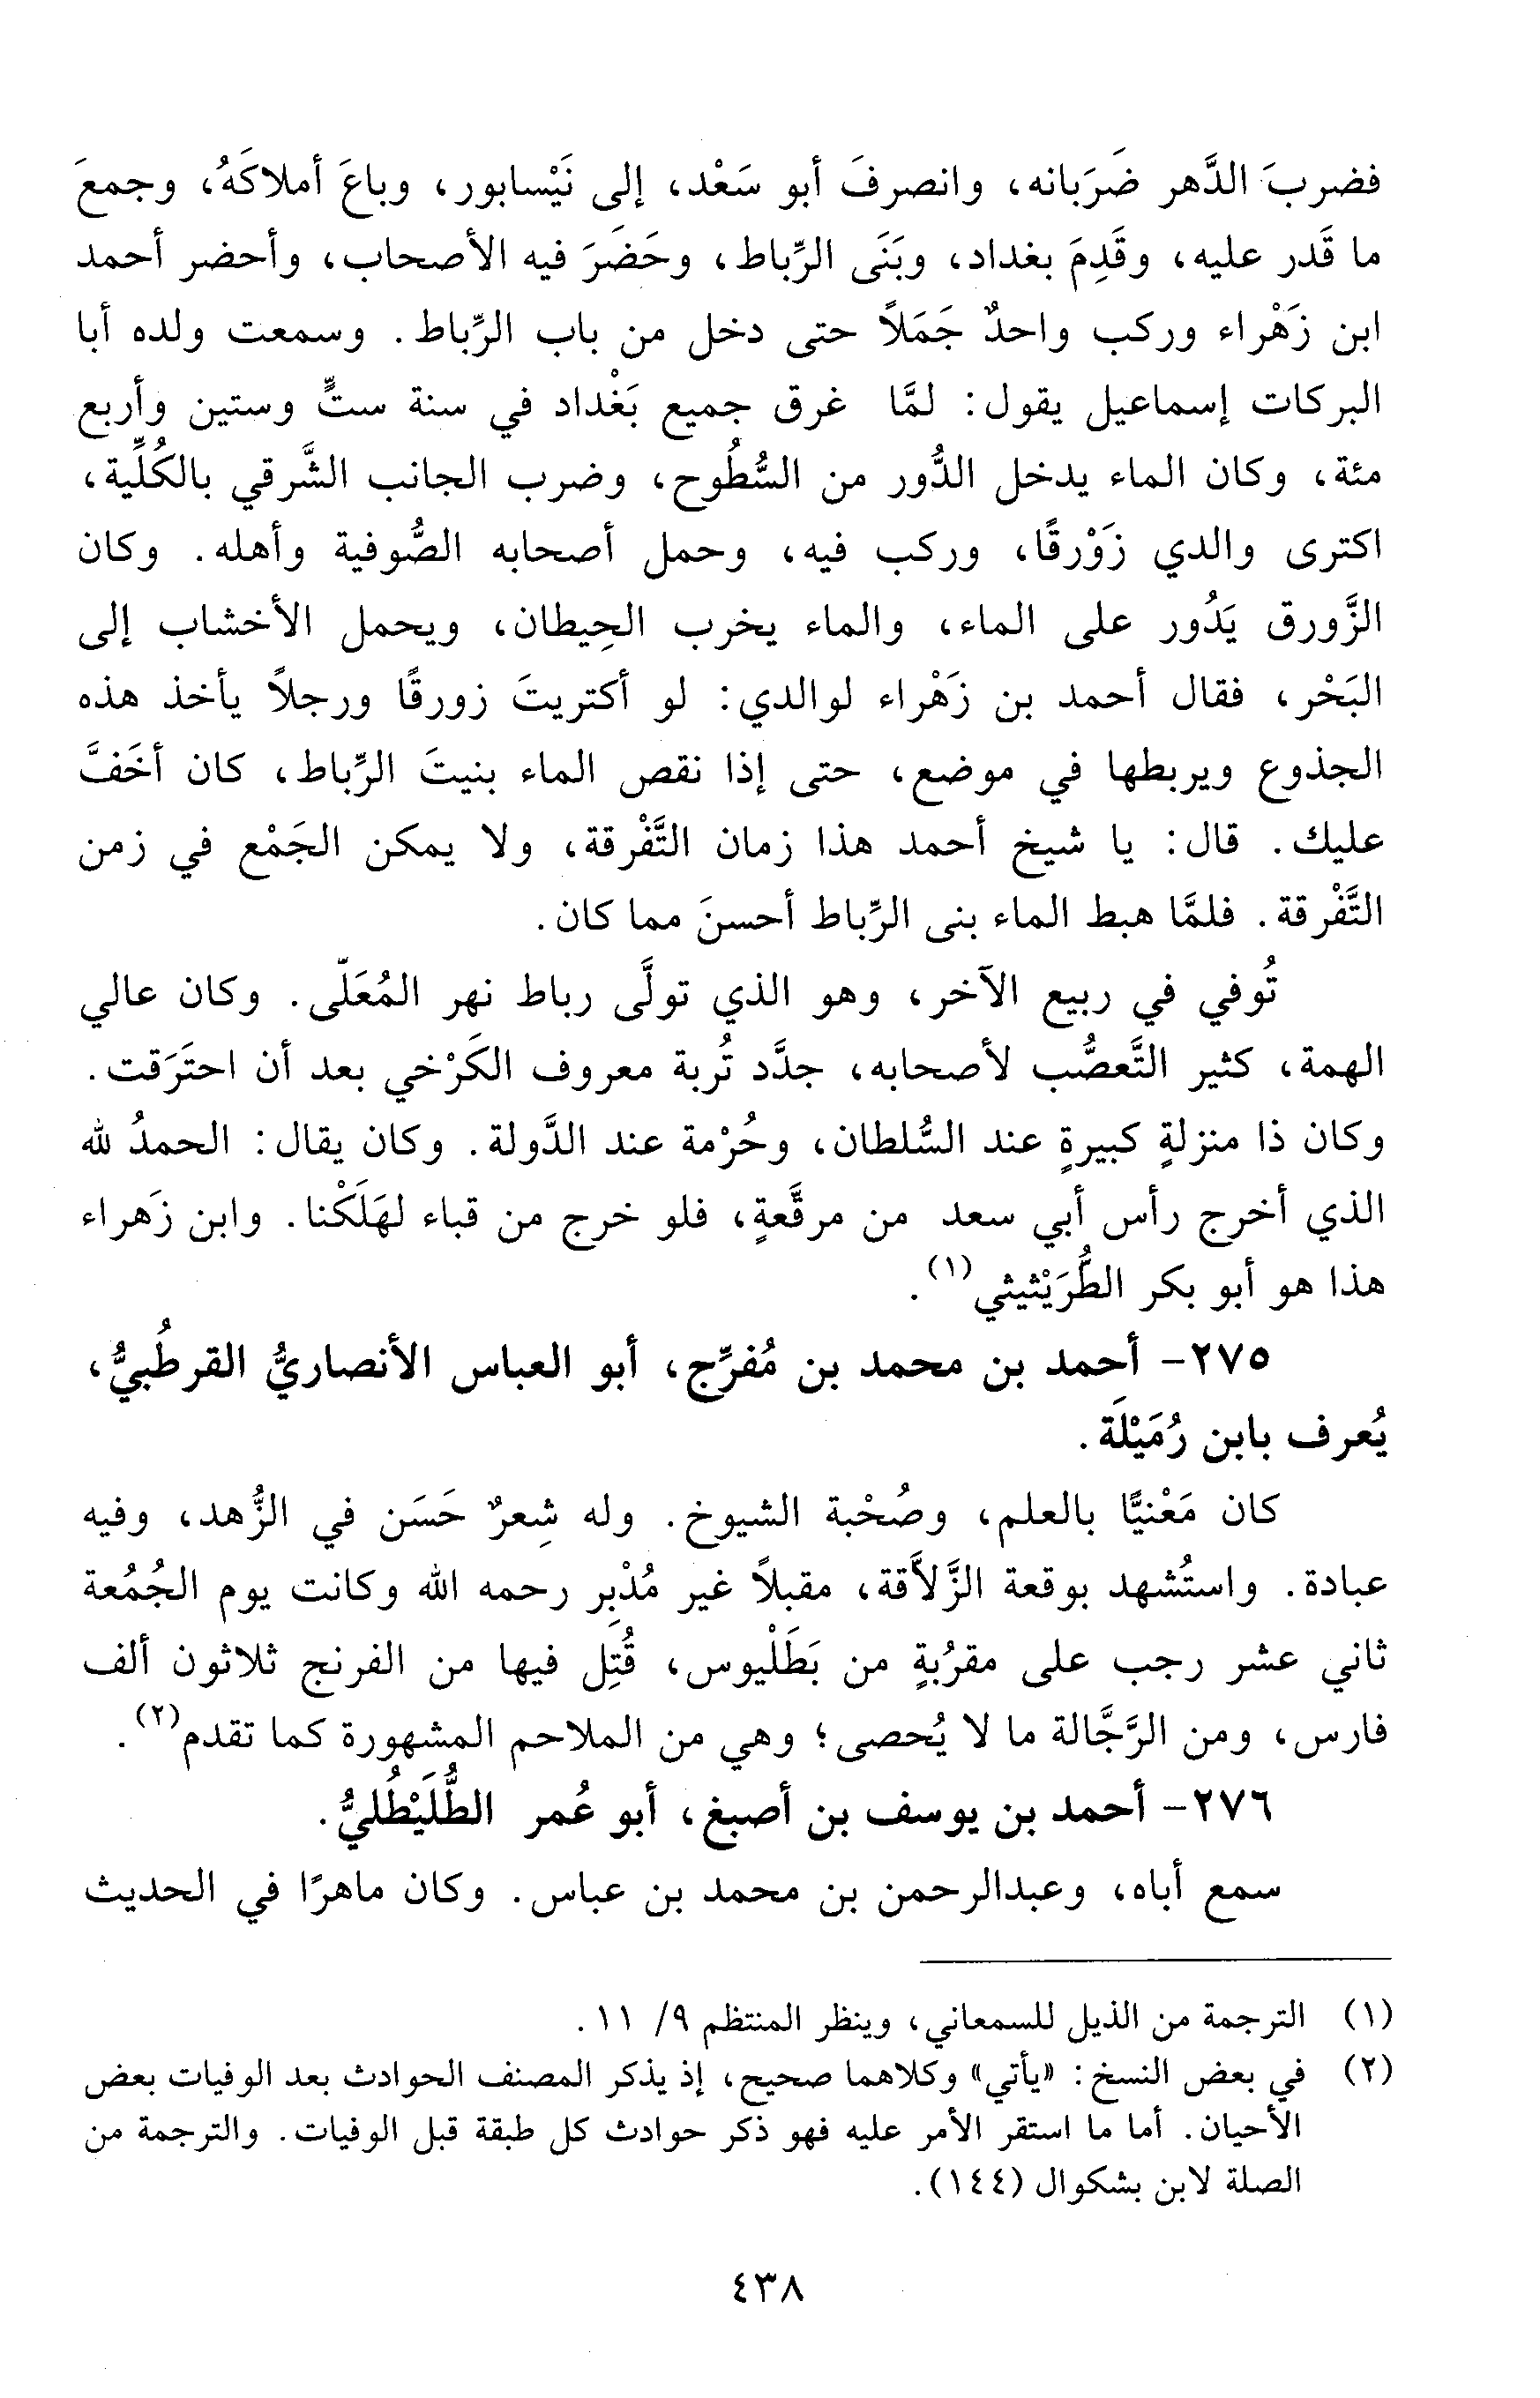 فضربَ الدَّهر ضَرَبانه، وانصرفَ أبو سَعْد، إلى نَيْسابور، وباعَ أملاكَهُ، وجمعَ
ما قَدر عليه، وقَدِمَ بغداد، وبَنَى الرِّباط، وحَضَرَ فيه الأصحاب، وأحضر أحمد
ابن زَهْراء وركب واحدٌ جَمَلاً حتى دخل من باب الرِّباط. وسمعت ولده أبا
البركات إسماعيل يقول: لمَّا غرق جميع بَغْداد في سنة ستٍّ وستين وأربع
مئة، وكان الماء يدخل الدُّور من السُّطُوح، وضرب الجانب الشَّرقي بالكُلِّية،
اكترى والدي زَوْرقًا، وركب فيه، وحمل أصحابه الصُّوفية وأهله. وكان
الزَّورق يَدُور على الماء، والماء يخرب الحِيطان، ويحمل الأخشاب إلى
البَحْر، فقال أحمد بن زَهْراء لوالدي: لو أكتريتَ زورقًا ورجلاً يأخذ هذه
الجذوع ويربطها في موضع، حتى إذا نقص الماء بنيتَ الرِّباط، كان أخَفَّ
عليك. قال: يا شيخ أحمد هذا زمان التَّفْرقة، ولا يمكن الجَمْع في زمن
التَّفْرقة. فلمَّا هبط الماء بنى الرِّباط أحسنَ مما كان.
تُوفي في ربيع الآخر، وهو الذي تولَّى رباط نهر المُعَلّى. وكان عالي
الهمة، كثير التَّعصُّب لأصحابه، جدَّد تُربة معروف الكَرْخي بعد أن احتَرَقت.
وكان ذا منزلةٍ كبيرةٍ عند السُّلطان، وحُرْمة عند الدَّولة. وكان يقال: الحمدُ لله
الذي أخرج رأس أبي سعد من مرقَّعةٍ، فلو خرج من قباء لهَلَكْنا. وابن زَهراء
هذا هو أبو بكر الطُّرَيْثيثي(١).
٢٧٥- أحمد بن محمد بن مُفرِّج، أبو العباس الأنصاريُّ القرطُبيُّ،
يُعرف بابن رُمَيْلَة.
كان مَعْنيًّا بالعلم، وصُحْبة الشيوخ. وله شِعرٌ حَسَن في الزُّهد، وفيه
عبادة. واستُشهد بوقعة الزَّلاَّقة، مقبلاً غير مُدْبِر رحمه الله وكانت يوم الجُمُعة
ثاني عشر رجب على مقرُبةٍ من بَطَلْيوس، قُتِل فيها من الفرنج ثلاثون ألف
فارس، ومن الرَّجَّالة ما لا يُحصى؛ وهي من الملاحم المشهورة كما تقدم(٢).
٢٧٦- أحمد بن يوسف بن أصبغ، أبو عُمر الطُّلَيْطُليُّ.
سمع أباه، وعبدالرحمن بن محمد بن عباس. وكان ماهرًا في الحديث
(١) الترجمة من الذيل للسمعاني، وينظر المنتظم ٩/ ١١.
(٢) في بعض النسخ: «يأتي» وكلاهما صحيح، إذ يذكر المصنف الحوادث بعد الوفيات بعض
الأحيان. أما ما استقر الأمر عليه فهو ذكر حوادث كل طبقة قبل الوفيات. والترجمة من
الصلة لابن بشكوال (١٤٤).
٤٣٨